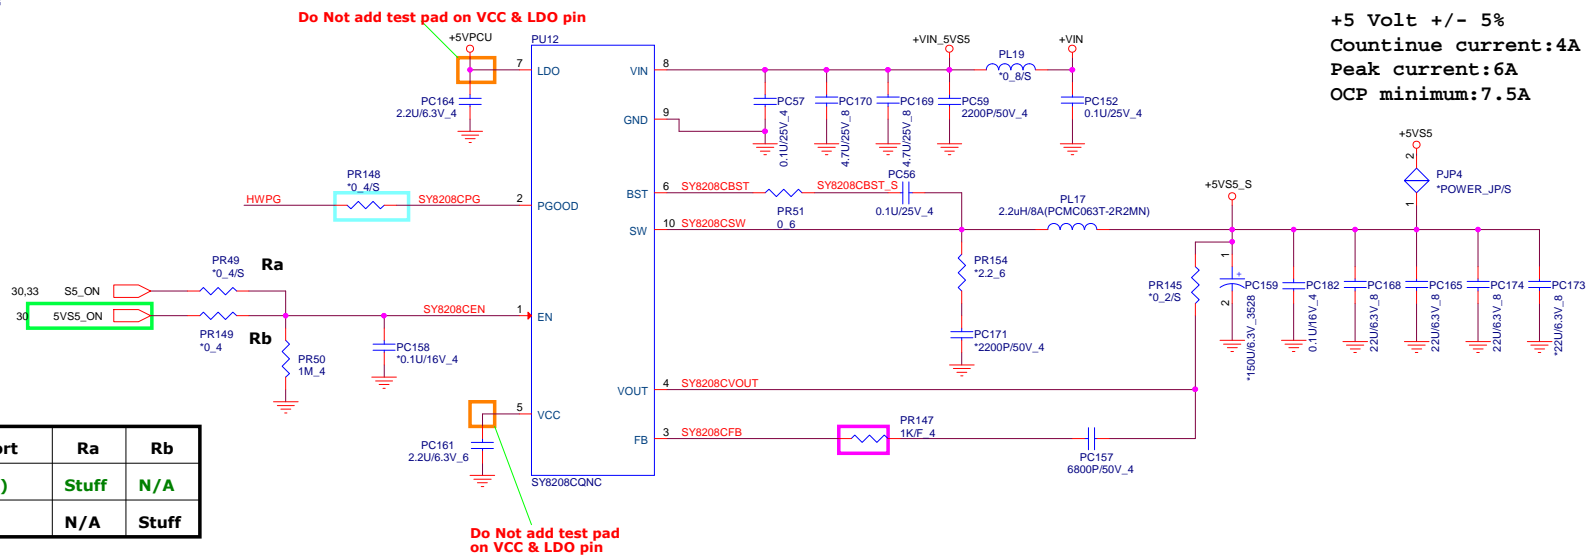 Do Not add test pad on VCC & LDO pin
+5 Volt +/- 5%
Countinue current:4A
Peak current:6A
OCP minimum:7.5A
+5VPCU
PU12
+VIN_5VS5
+VIN
PL19
*0_8/S
7
LDO
VIN
8
PC164
2.2U/6.3V_4
PC57
0.1U/25V_4
PC170
4.7U/25V_8
PC169
4.7U/25V_8
PC59
2200P/50V_4
PC152
0.1U/25V_4
GND
9
+5VS5
2
PJP4
*POWER_JP/S
1
PR148
*0_4/S
HWPG
SY8208CPG
2
PGOOD
BST
6
SY8208CBST
PR51
0_6
SY8208CBST_S
PC56
0.1U/25V_4
+5VS5_S
PL17
2.2uH/8A(PCMC063T-2R2MN)
SW
10
SY8208CSW
PR49
*0_4/S
Ra
30,33
S5_ON
30
5VS5_ON
PR149
*0_4
Rb
SY8208CEN
1
EN
PR50
1M_4
PC158
*0.1U/16V_4
PR154
*2.2_6
PC171
*2200P/50V_4
PR145
*0_2/S
1
+
2
PC159
*150U/6.3V_3528
PC182
0.1U/16V_4
PC168
22U/6.3V_8
PC165
22U/6.3V_8
PC174
22U/6.3V_8
PC173
*22U/6.3V_8
VOUT
4
SY8208CVOUT
5
VCC
PC161
2.2U/6.3V_6
FB
3
SY8208CFB
PR147
1K/F_4
PC157
6800P/50V_4
SY8208CQNC
ort
Ra
Rb
)
Stuff
N/A
N/A
Stuff
Do Not add test pad
on VCC & LDO pin